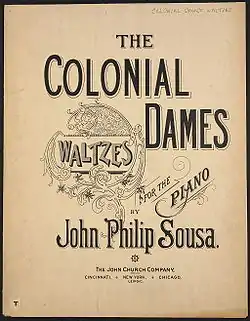 COLONIAL DAMES WALTZES
THE
COLONIAL
DAMES
WALTZES
FOR THE
PIANO
BY
John Philip Sousa.
THE JOHN CHURCH COMPANY,
CINCINNATI. NEW YORK. CHICAGO.
LEIPSIC.
T